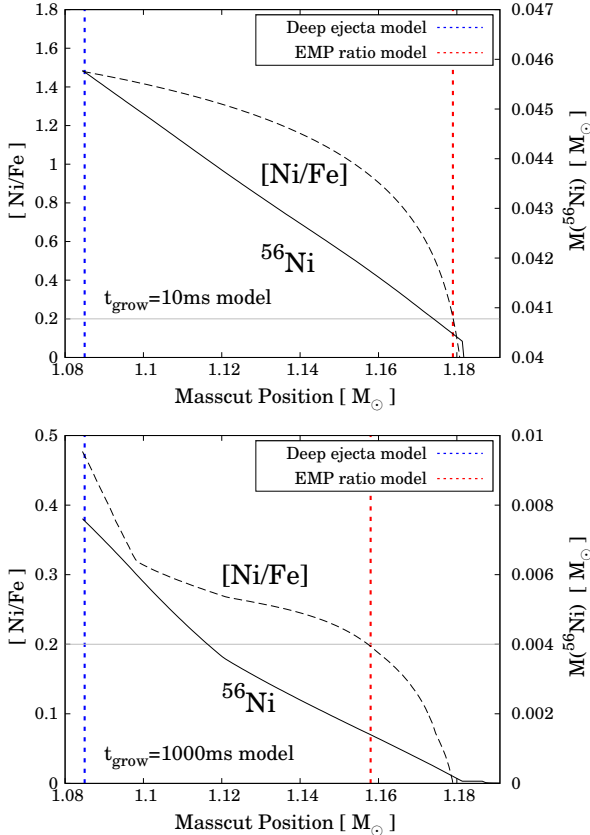 1.8
1.6
1.4
1.2
1
0.8
0.6
0.4
0.2
0
[ Ni/Fe]
0.047
0.046
0.045
0.044
0.043
0.042
0.041
0.04
M(⁵⁶Ni) [ M☉]
Deep ejecta model
EMP ratio model
[Ni/Fe]
⁵⁶Ni
t_grow=10ms model
1.08 1.1 1.12 1.14 1.16 1.18
Masscut Position [ M☉ ]
0.5
0.4
0.3
0.2
0.1
0
[ Ni/Fe]
0.01
0.008
0.006
0.004
0.002
0
M(⁵⁶Ni) [ M☉]
Deep ejecta model
EMP ratio model
[Ni/Fe]
⁵⁶Ni
t_grow=1000ms model
1.08 1.1 1.12 1.14 1.16 1.18
Masscut Position [ M☉ ]